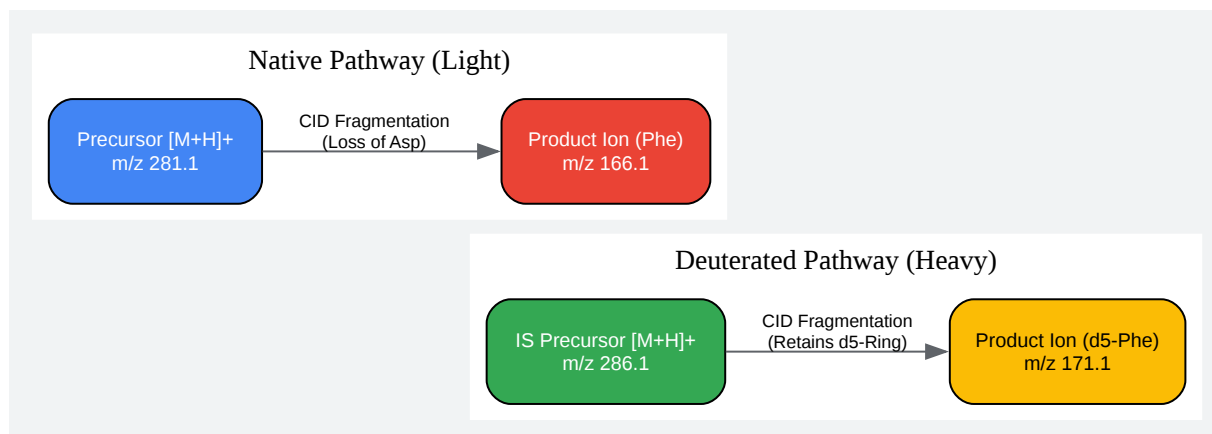 Native Pathway (Light)
Precursor [M+H]+
m/z 281.1
CID Fragmentation
(Loss of Asp)
Product Ion (Phe)
m/z 166.1
Deuterated Pathway (Heavy)
IS Precursor [M+H]+
m/z 286.1
CID Fragmentation
(Retains d5-Ring)
Product Ion (d5-Phe)
m/z 171.1